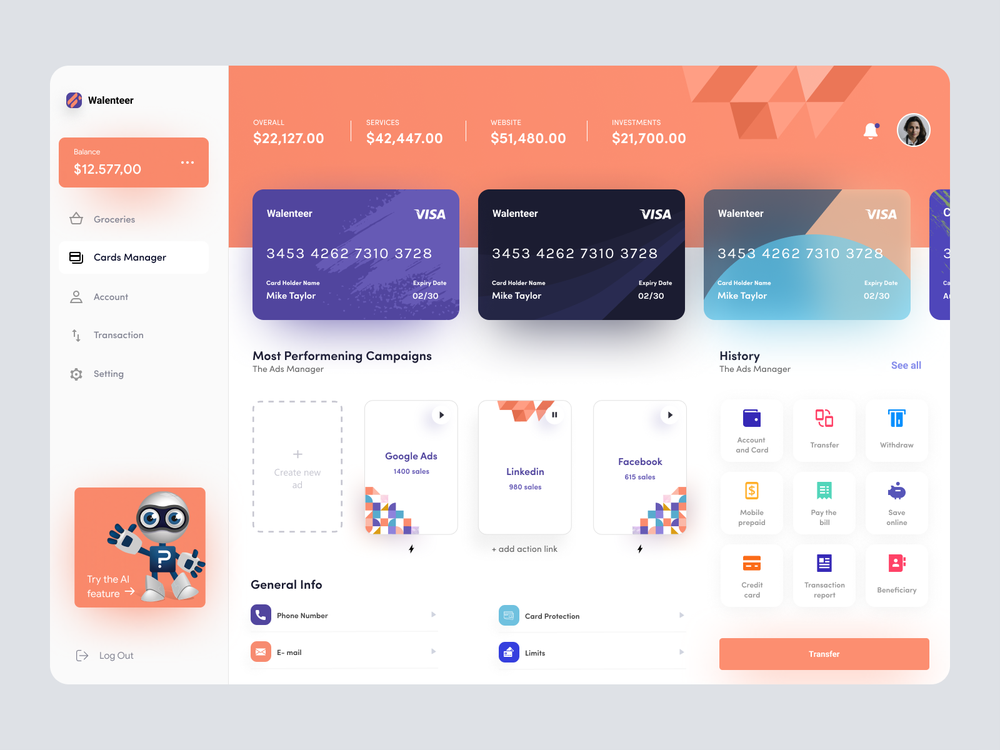 Walenteer
Balance
$12.577,00
Groceries
Cards Manager
Account
Transaction
Setting
Try the AI
feature →
?
Log Out
OVERALL
$22,127.00
SERVICES
$42,447.00
WEBSITE
$51,480.00
INVESTMENTS
$21,700.00
Walenteer VISA
3453 4262 7310 3728
Card Holder Name Expiry Date
Mike Taylor 02/30
Walenteer VISA
3453 4262 7310 3728
Card Holder Name Expiry Date
Mike Taylor 02/30
Walenteer VISA
3453 4262 7310 3728
Card Holder Name Expiry Date
Mike Taylor 02/30
Most Performening Campaigns
The Ads Manager
+
Create new
ad
Google Ads
1400 sales
Linkedin
980 sales
+ add action link
Facebook
615 sales
General Info
Phone Number
Card Protection
E- mail
Limits
History
The Ads Manager
See all
Account
and Card
Transfer
Withdraw
Mobile
prepaid
Pay the
bill
Save
online
Credit
card
Transaction
report
Beneficiary
Transfer